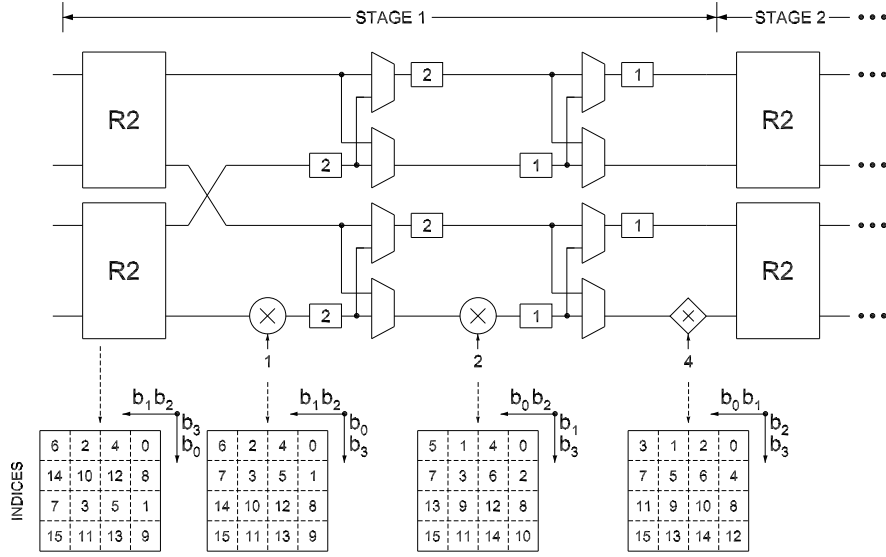 STAGE 1 STAGE 2
2 1
R2 R2
2 1
2 1
R2 R2
2 1
1 2 4
b1b2 b1b2 b0b2 b0b1
b3 b0 b1 b2
b0 b3 b3 b3
INDICES
6 2 4 0 6 2 4 0 5 1 4 0 3 1 2 0
14 10 12 8 7 3 5 1 7 3 6 2 7 5 6 4
7 3 5 1 14 10 12 8 13 9 12 8 11 9 10 8
15 11 13 9 15 11 13 9 15 11 14 10 15 13 14 12